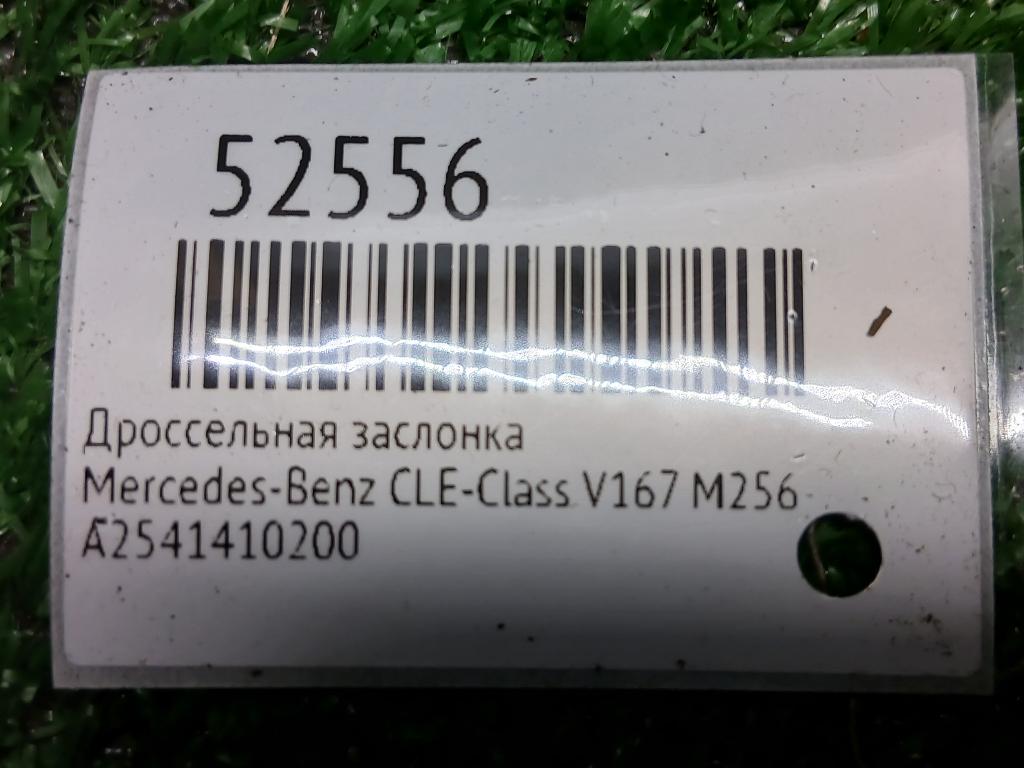 52556
Дроссельная заслонка
Mercedes-Benz CLE-Class V167 M256
A2541410200